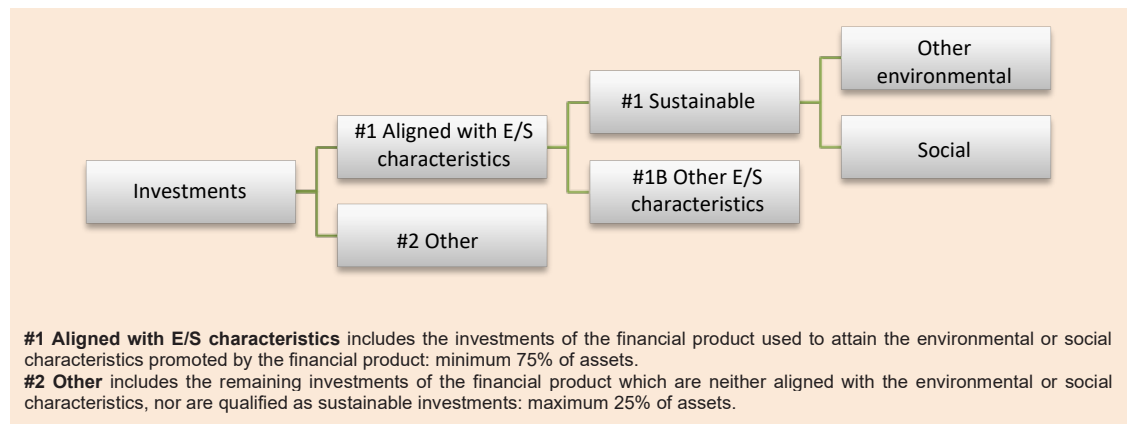 Other
environmental
#1 Sustainable
#1 Aligned with E/S
characteristics
Social
Investments
#1B Other E/S
characteristics
#2 Other
#1 Aligned with E/S characteristics includes the investments of the financial product used to attain the environmental or social
characteristics promoted by the financial product: minimum 75% of assets.
#2 Other includes the remaining investments of the financial product which are neither aligned with the environmental or social
characteristics, nor are qualified as sustainable investments: maximum 25% of assets.